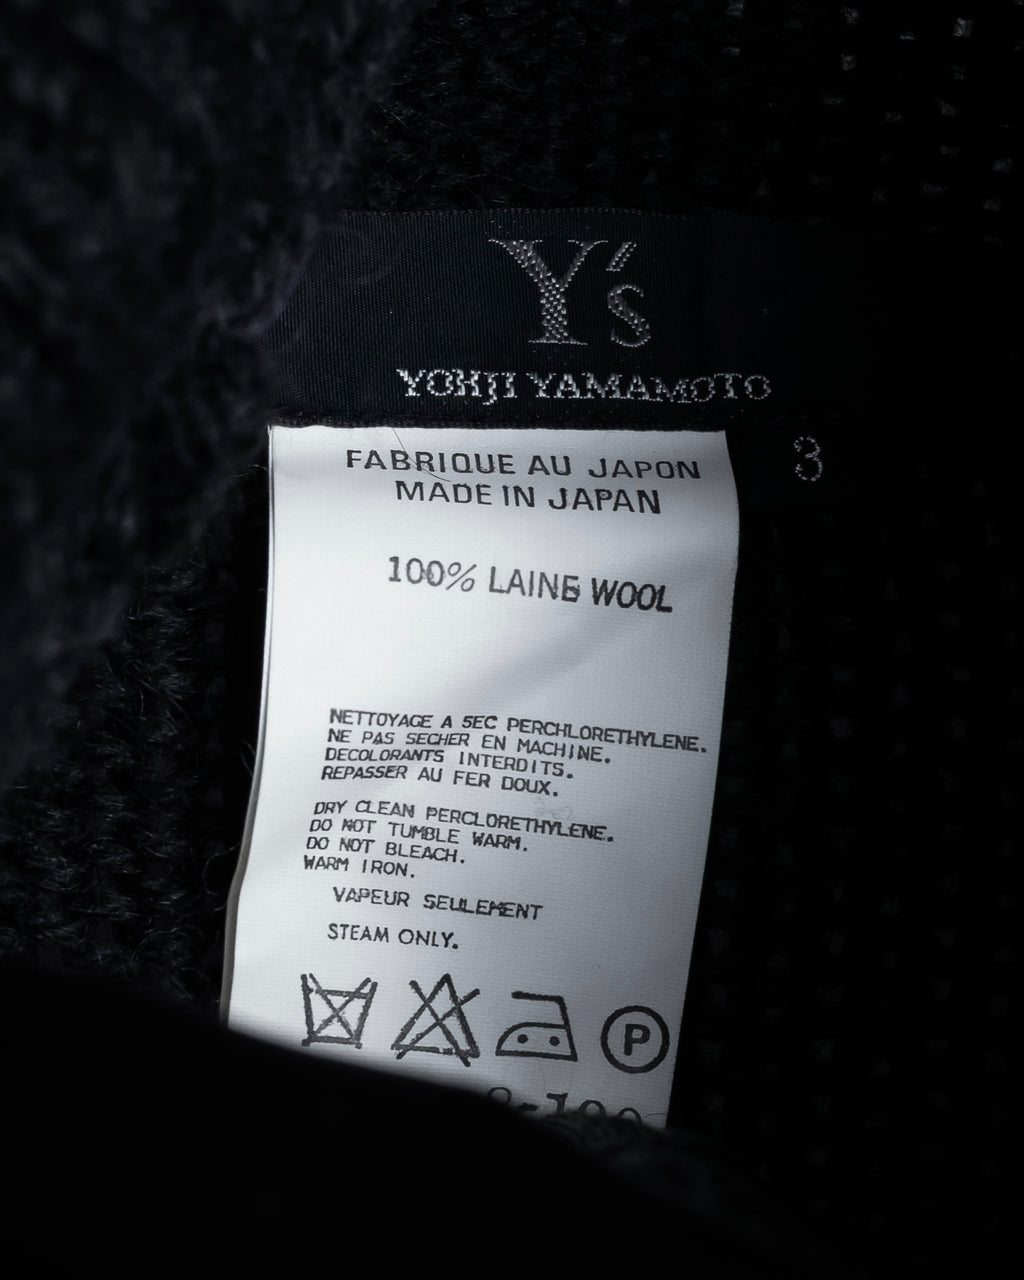 Y's
YOHJI YAMAMOTO
3
FABRIQUE AU JAPON
MADE IN JAPAN
100% LAINE WOOL
NETTOYAGE A SEC PERCHLORETHYLENE.
NE PAS SECHER EN MACHINE.
DECOLORANTS INTERDITS.
REPASSER AU FER DOUX.
DRY CLEAN PERCLORETHYLENE.
DO NOT TUMBLE WARM.
DO NOT BLEACH.
WARM IRON.
VAPEUR SEULEMENT
STEAM ONLY.
P